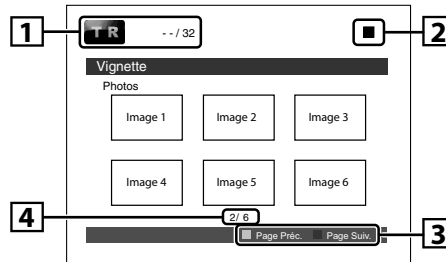 1
TR - - / 32
2
Vignette
Photos
Image 1 Image 2 Image 3
Image 4 Image 5 Image 6
4
2/ 6
Page Préc. Page Suiv.
3